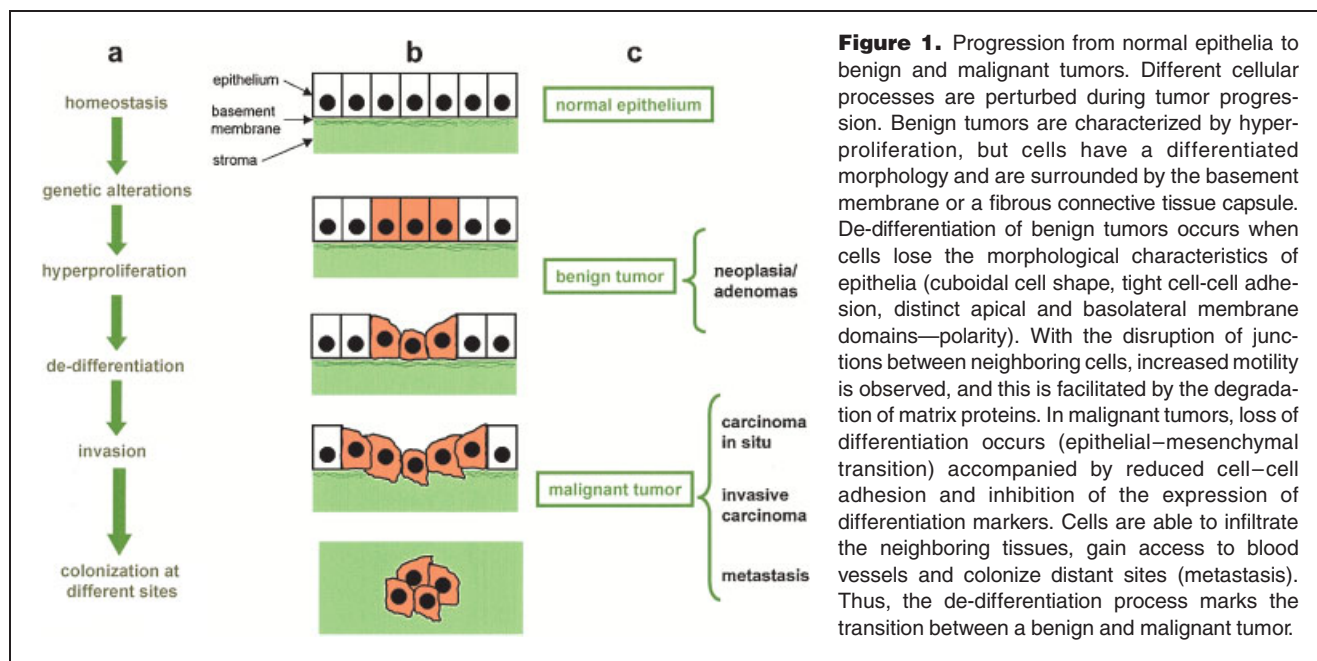 a
homeostasis
genetic alterations
hyperproliferation
de-differentiation
invasion
colonization at
different sites
b
epithelium
basement
membrane
stroma
c
normal epithelium
benign tumor
neoplasia/
adenomas
malignant tumor
carcinoma
in situ
invasive
carcinoma
metastasis
Figure 1. Progression from normal epithelia to
benign and malignant tumors. Different cellular
processes are perturbed during tumor progres-
sion. Benign tumors are characterized by hyper-
proliferation, but cells have a differentiated
morphology and are surrounded by the basement
membrane or a fibrous connective tissue capsule.
De-differentiation of benign tumors occurs when
cells lose the morphological characteristics of
epithelia (cuboidal cell shape, tight cell-cell adhe-
sion, distinct apical and basolateral membrane
domains—polarity). With the disruption of junc-
tions between neighboring cells, increased motility
is observed, and this is facilitated by the degrada-
tion of matrix proteins. In malignant tumors, loss of
differentiation occurs (epithelial–mesenchymal
transition) accompanied by reduced cell–cell
adhesion and inhibition of the expression of
differentiation markers. Cells are able to infiltrate
the neighboring tissues, gain access to blood
vessels and colonize distant sites (metastasis).
Thus, the de-differentiation process marks the
transition between a benign and malignant tumor.